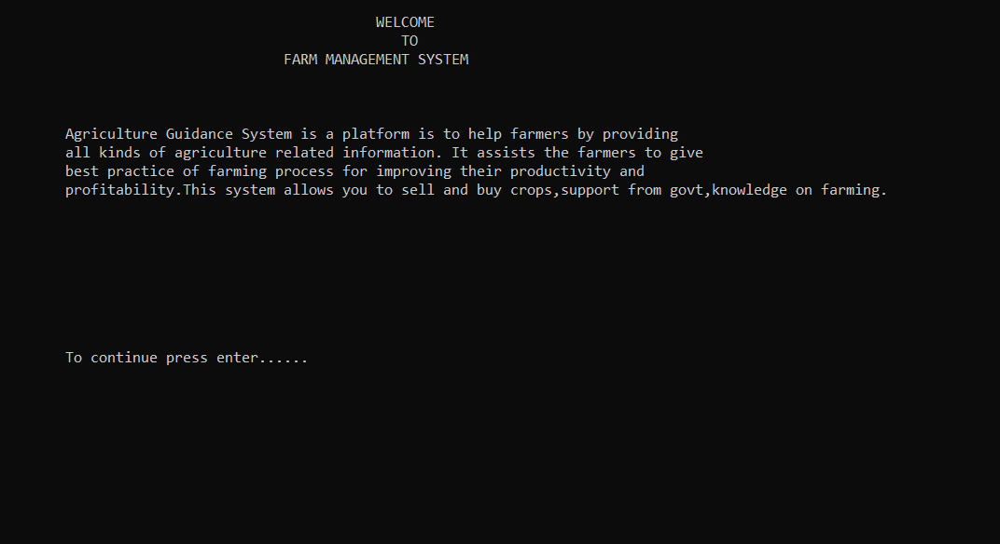 WELCOME
TO
FARM MANAGEMENT SYSTEM
Agriculture Guidance System is a platform is to help farmers by providing
all kinds of agriculture related information. It assists the farmers to give
best practice of farming process for improving their productivity and
profitability.This system allows you to sell and buy crops,support from govt,knowledge on farming.
To continue press enter......